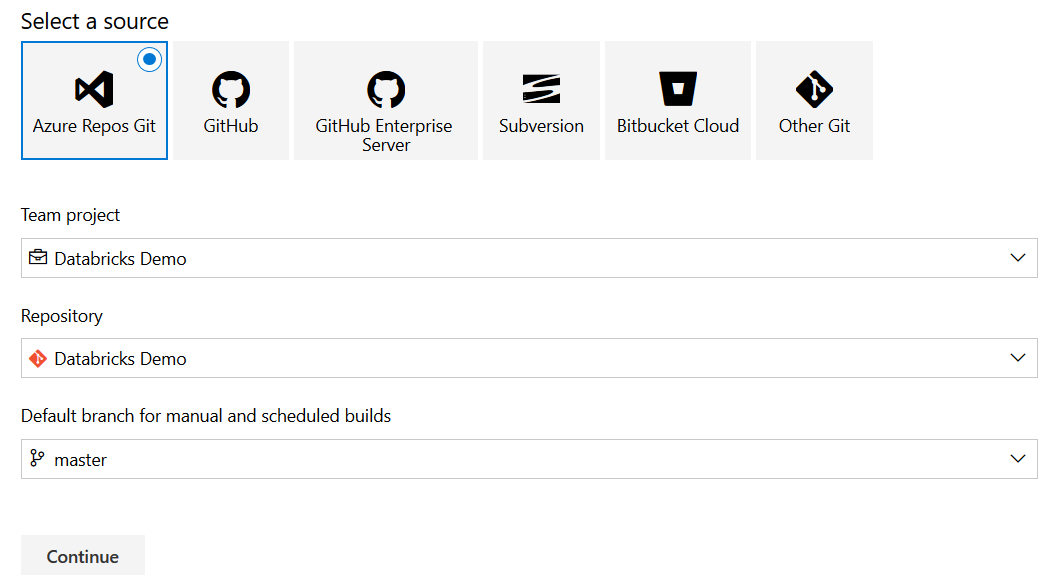 Select a source
Azure Repos Git
GitHub
GitHub Enterprise
Server
Subversion
Bitbucket Cloud
Other Git
Team project
Databricks Demo
Repository
Databricks Demo
Default branch for manual and scheduled builds
master
Continue